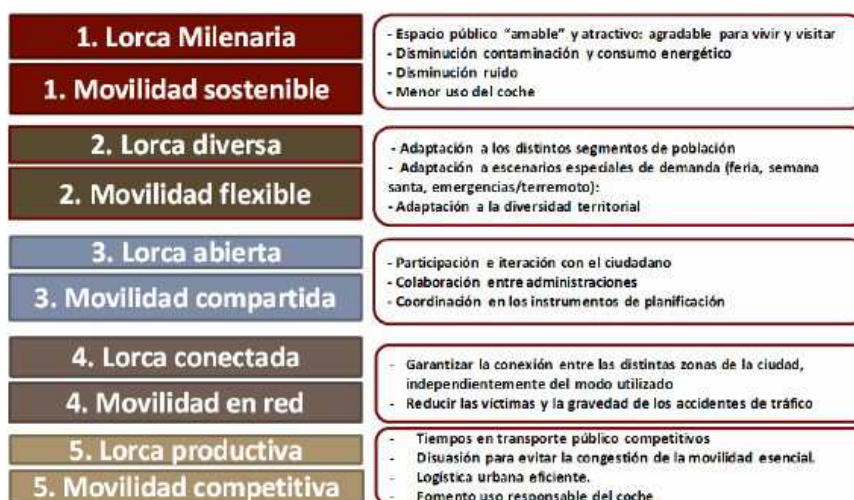 1. Lorca Milenaria
1. Movilidad sostenible
- Espacio público “amable” y atractivo: agradable para vivir y visitar
- Disminución contaminación y consumo energético
- Disminución ruido
- Menor uso del coche
2. Lorca diversa
2. Movilidad flexible
- Adaptación a los distintos segmentos de población
- Adaptación a escenarios especiales de demanda (feria, semana
santa, emergencias/terremoto):
- Adaptación a la diversidad territorial
3. Lorca abierta
3. Movilidad compartida
- Participación e iteración con el ciudadano
- Colaboración entre administraciones
- Coordinación en los instrumentos de planificación
4. Lorca conectada
4. Movilidad en red
- Garantizar la conexión entre las distintas zonas de la ciudad,
independientemente del modo utilizado
- Reducir las víctimas y la gravedad de los accidentes de tráfico
5. Lorca productiva
5. Movilidad competitiva
- Tiempos en transporte público competitivos
- Disuasión para evitar la congestión de la movilidad esencial.
- Logística urbana eficiente.
- Fomento uso responsable del coche